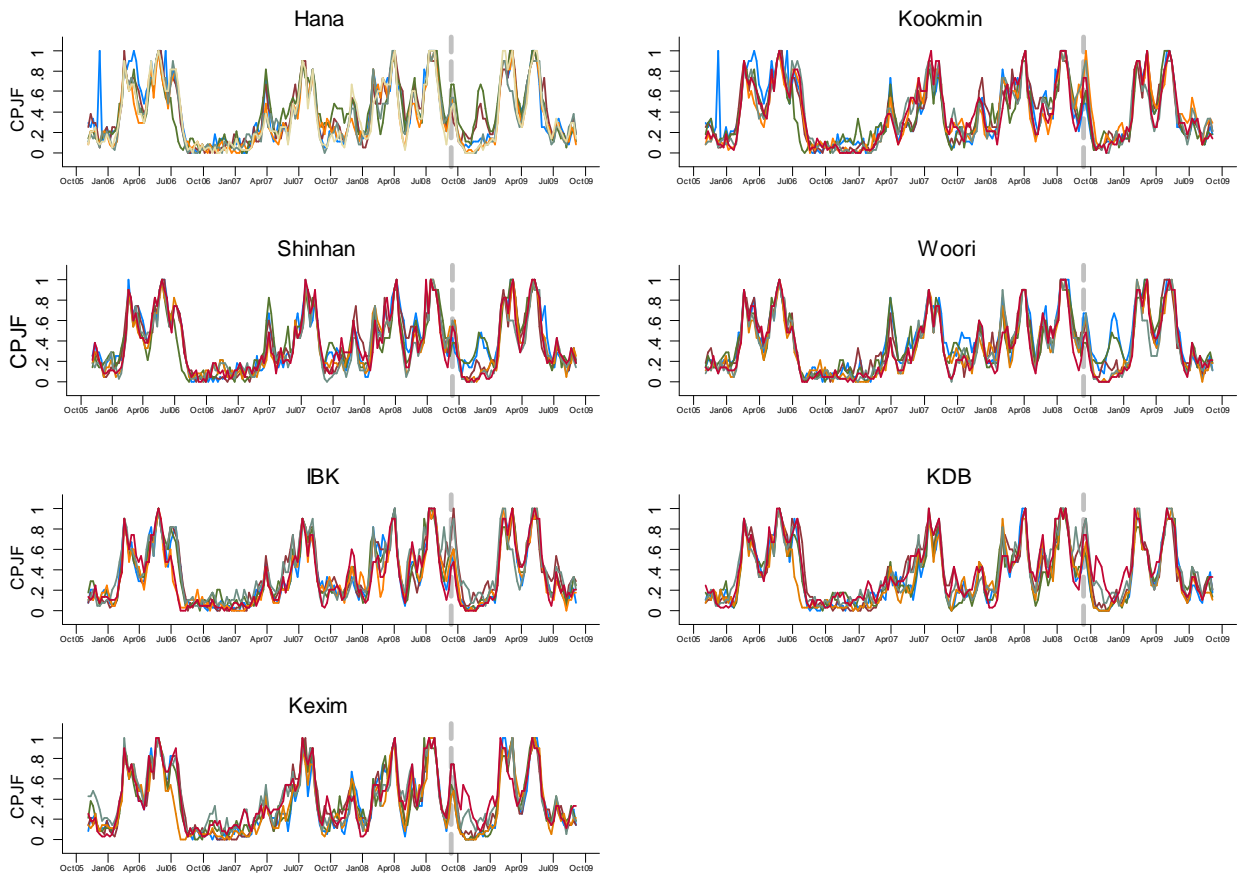 Hana
CPJF
0 .2 .4 .6 .8 1
Oct05 Jan06 Apr06 Jul06 Oct06 Jan07 Apr07 Jul07 Oct07 Jan08 Apr08 Jul08 Oct08 Jan09 Apr09 Jul09 Oct09
Kookmin
0 .2 .4 .6 .8 1
Oct05 Jan06 Apr06 Jul06 Oct06 Jan07 Apr07 Jul07 Oct07 Jan08 Apr08 Jul08 Oct08 Jan09 Apr09 Jul09 Oct09
Shinhan
CPJF
0 .2 .4 .6 .8 1
Oct05 Jan06 Apr06 Jul06 Oct06 Jan07 Apr07 Jul07 Oct07 Jan08 Apr08 Jul08 Oct08 Jan09 Apr09 Jul09 Oct09
Woori
0 .2 .4 .6 .8 1
Oct05 Jan06 Apr06 Jul06 Oct06 Jan07 Apr07 Jul07 Oct07 Jan08 Apr08 Jul08 Oct08 Jan09 Apr09 Jul09 Oct09
IBK
CPJF
0 .2 .4 .6 .8 1
Oct05 Jan06 Apr06 Jul06 Oct06 Jan07 Apr07 Jul07 Oct07 Jan08 Apr08 Jul08 Oct08 Jan09 Apr09 Jul09 Oct09
KDB
0 .2 .4 .6 .8 1
Oct05 Jan06 Apr06 Jul06 Oct06 Jan07 Apr07 Jul07 Oct07 Jan08 Apr08 Jul08 Oct08 Jan09 Apr09 Jul09 Oct09
Kexim
CPJF
0 .2 .4 .6 .8 1
Oct05 Jan06 Apr06 Jul06 Oct06 Jan07 Apr07 Jul07 Oct07 Jan08 Apr08 Jul08 Oct08 Jan09 Apr09 Jul09 Oct09